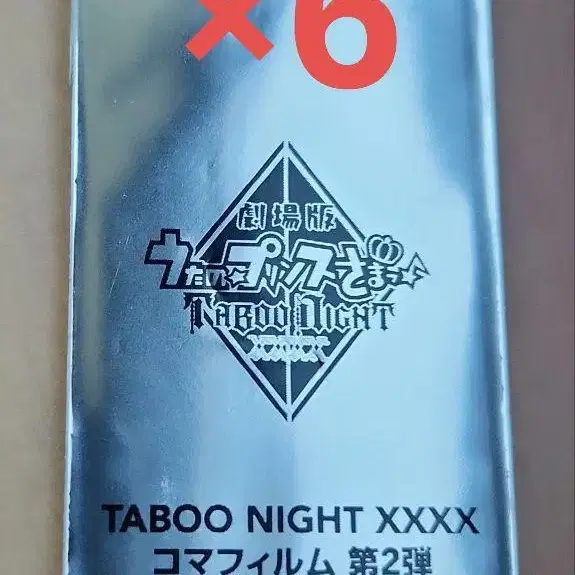 ×6
劇場版
うたの☆プリンスさまっ♪
TABOO NIGHT
XXXX
TABOO NIGHT XXXX
コマフィルム 第2弾